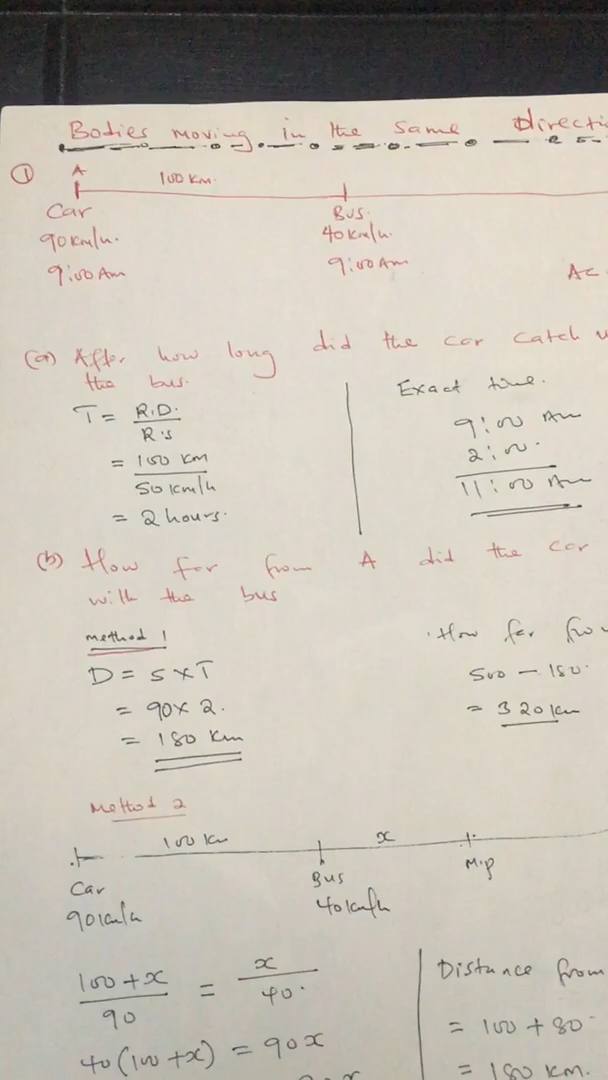 Bodies moving in the same Directi
① A 100 km.
Car Bus.
90 km/h. 40 km/h.
9:00 Am 9:00 Am
(a) After how long did the car catch u
the bus.
T = R.D. / R.s
= 100 km / 50 km/h
= 2 hours.
Exact time.
9:00 Am
2:00.
11:00 Am
(b) How far from A did the car
with the bus
method 1
D = S x T
= 90 x 2.
= 180 km
How far fro
500 - 180.
= 320 km
Method 2
100 km x
Car Bus M.p
90 km/h 40 km/h
100 + x / 90 = x / 40.
40(100 + x) = 90x
Distance from
= 100 + 80.
= 180 km.